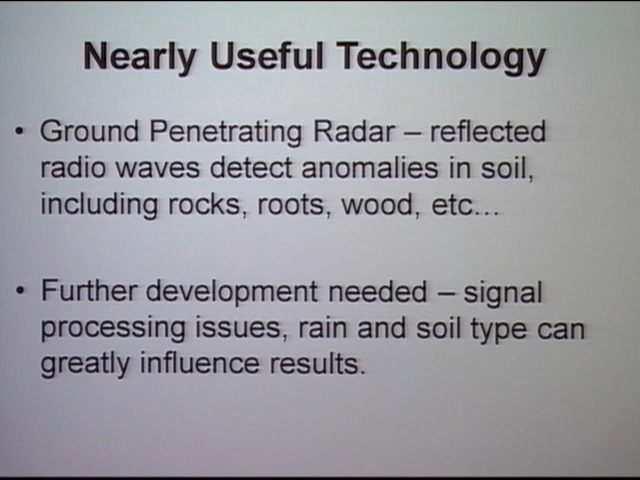 Nearly Useful Technology
• Ground Penetrating Radar – reflected
radio waves detect anomalies in soil,
including rocks, roots, wood, etc…
• Further development needed – signal
processing issues, rain and soil type can
greatly influence results.